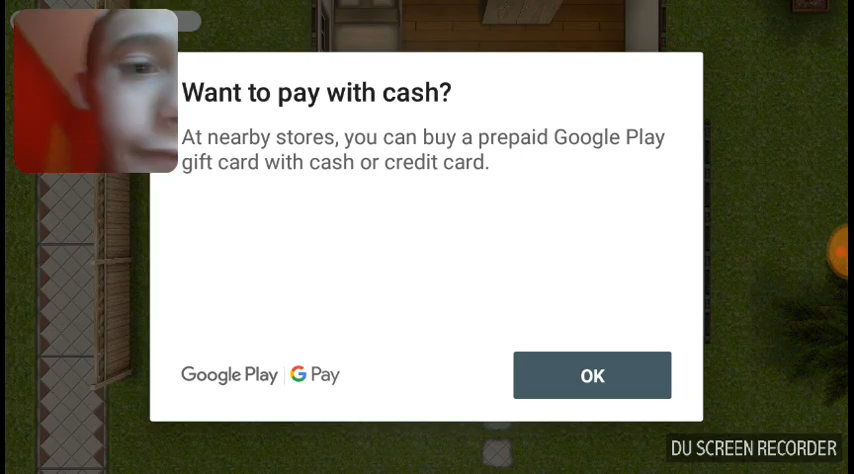 Want to pay with cash?
At nearby stores, you can buy a prepaid Google Play
gift card with cash or credit card.
Google Play | G Pay
OK
DU SCREEN RECORDER